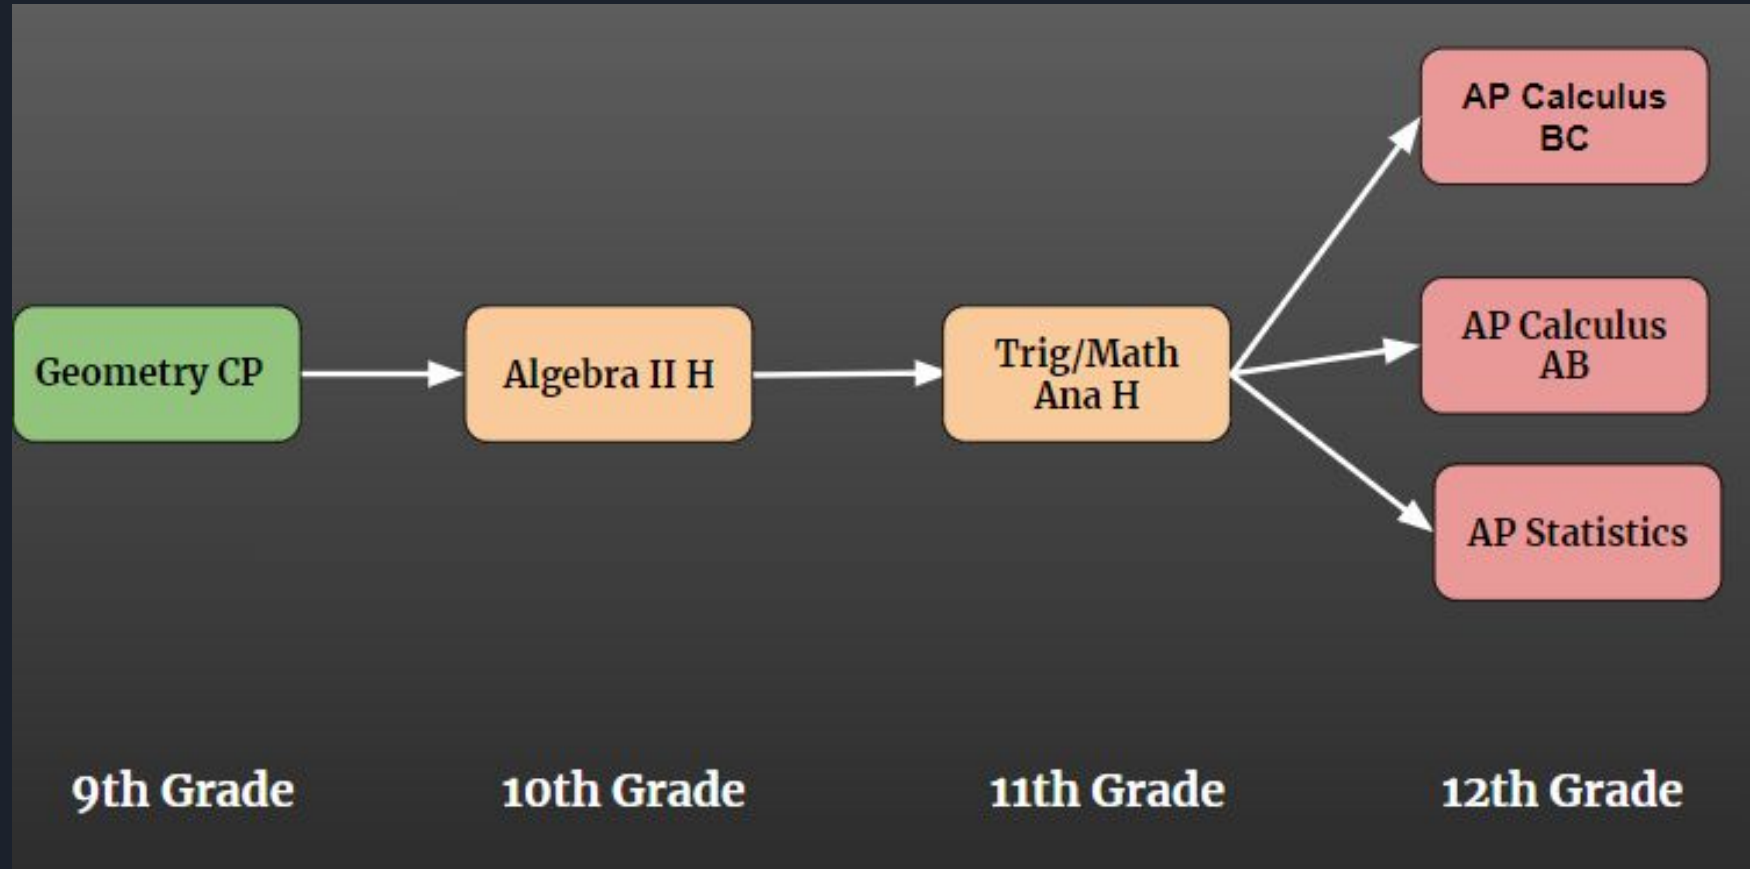 AP Calculus
BC
Geometry CP
Algebra II H
Trig/Math
Ana H
AP Calculus
AB
AP Statistics
9th Grade
10th Grade
11th Grade
12th Grade